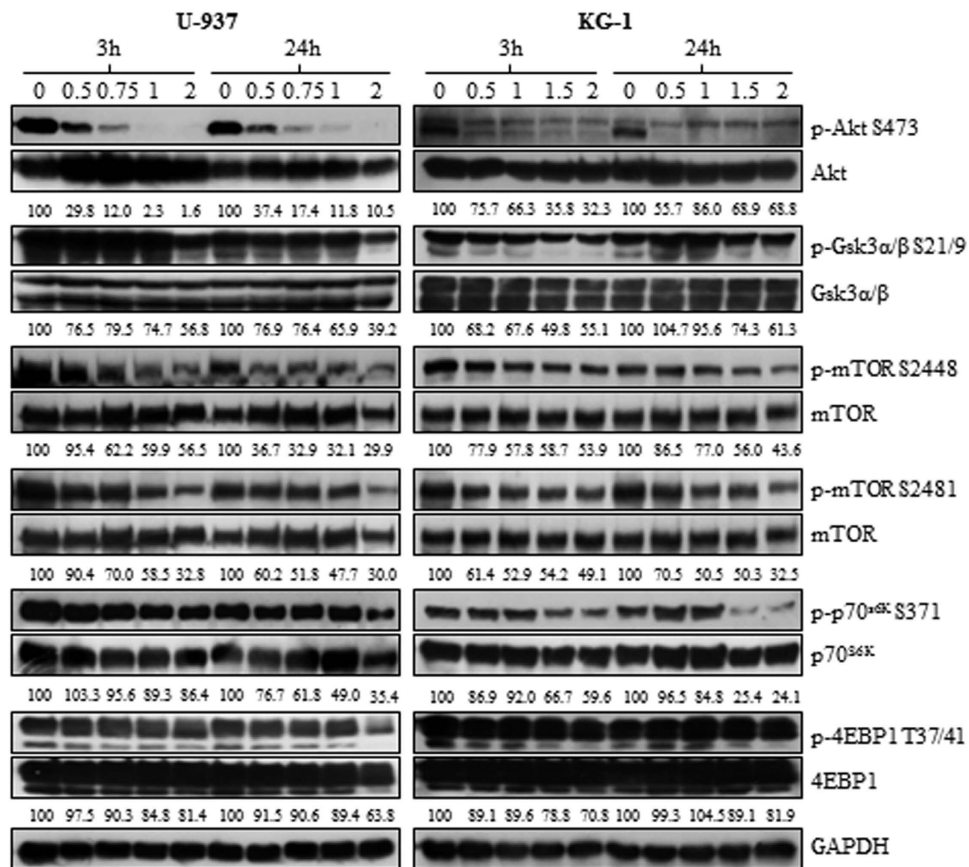 U-937 KG-1
3h 24h 3h 24h
0 0.5 0.75 1 2 0 0.5 0.75 1 2 0 0.5 1 1.5 2 0 0.5 1 1.5 2
p-Akt S473
Akt
100 29.8 12.0 2.3 1.6 100 37.4 17.4 11.8 10.5 100 75.7 66.3 35.8 32.3 100 55.7 86.0 68.9 68.8
p-Gsk3α/β S21/9
Gsk3α/β
100 76.5 79.5 74.7 56.8 100 76.9 76.4 65.9 39.2 100 68.2 67.6 49.8 55.1 100 104.7 95.6 74.3 61.3
p-mTOR S2448
mTOR
100 95.4 62.2 59.9 56.5 100 36.7 32.9 32.1 29.9 100 77.9 57.8 58.7 53.9 100 86.5 77.0 56.0 43.6
p-mTOR S2481
mTOR
100 90.4 70.0 58.5 32.8 100 60.2 51.8 47.7 30.0 100 61.4 52.9 54.2 49.1 100 70.5 50.5 50.3 32.5
p-p70ˢ⁶ᴷ S371
p70ˢ⁶ᴷ
100 103.3 95.6 89.3 86.4 100 76.7 61.8 49.0 35.4 100 86.9 92.0 66.7 59.6 100 96.5 84.8 25.4 24.1
p-4EBP1 T37/41
4EBP1
100 97.5 90.3 84.8 81.4 100 91.5 90.6 89.4 63.8 100 89.1 89.6 78.8 70.8 100 99.3 104.5 89.1 81.9
GAPDH